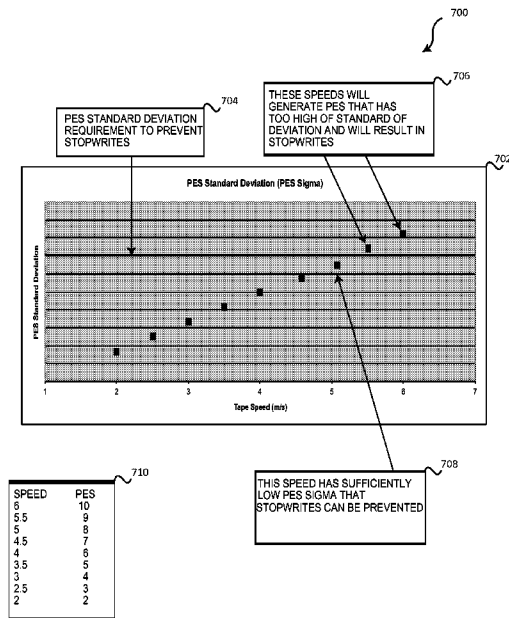 700
704
PES STANDARD DEVIATION
REQUIREMENT TO PREVENT
STOPWRITES
706
THESE SPEEDS WILL
GENERATE PES THAT HAS
TOO HIGH OF STANDARD OF
DEVIATION AND WILL RESULT IN
STOPWRITES
702
PES Standard Deviation (PES Sigma)
PES Standard Deviation
1 2 3 4 5 6 7
Tape Speed (m/s)
708
THIS SPEED HAS SUFFICIENTLY
LOW PES SIGMA THAT
STOPWRITES CAN BE PREVENTED
710
SPEED PES
6 10
5.5 9
5 8
4.5 7
4 6
3.5 5
3 4
2.5 3
2 2